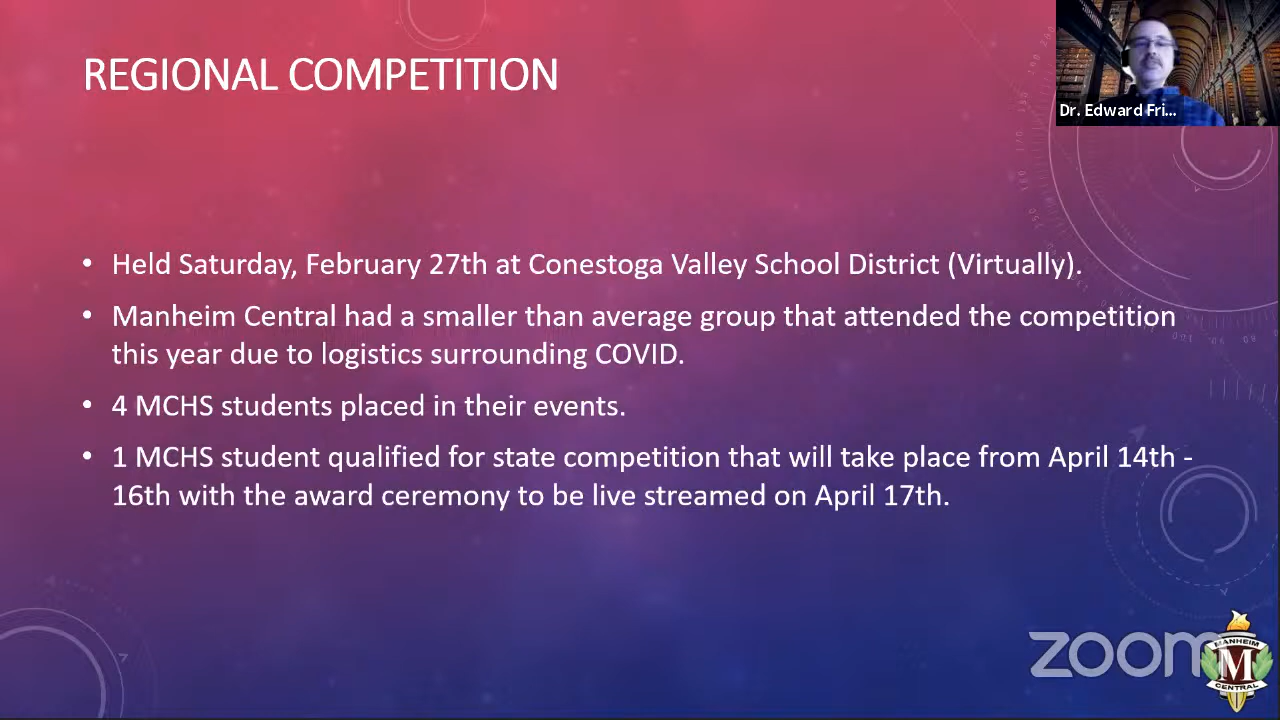 REGIONAL COMPETITION
Dr. Edward Fri...
• Held Saturday, February 27th at Conestoga Valley School District (Virtually).
• Manheim Central had a smaller than average group that attended the competition
this year due to logistics surrounding COVID.
• 4 MCHS students placed in their events.
• 1 MCHS student qualified for state competition that will take place from April 14th -
16th with the award ceremony to be live streamed on April 17th.
zoom
MANHEIM
M
CENTRAL